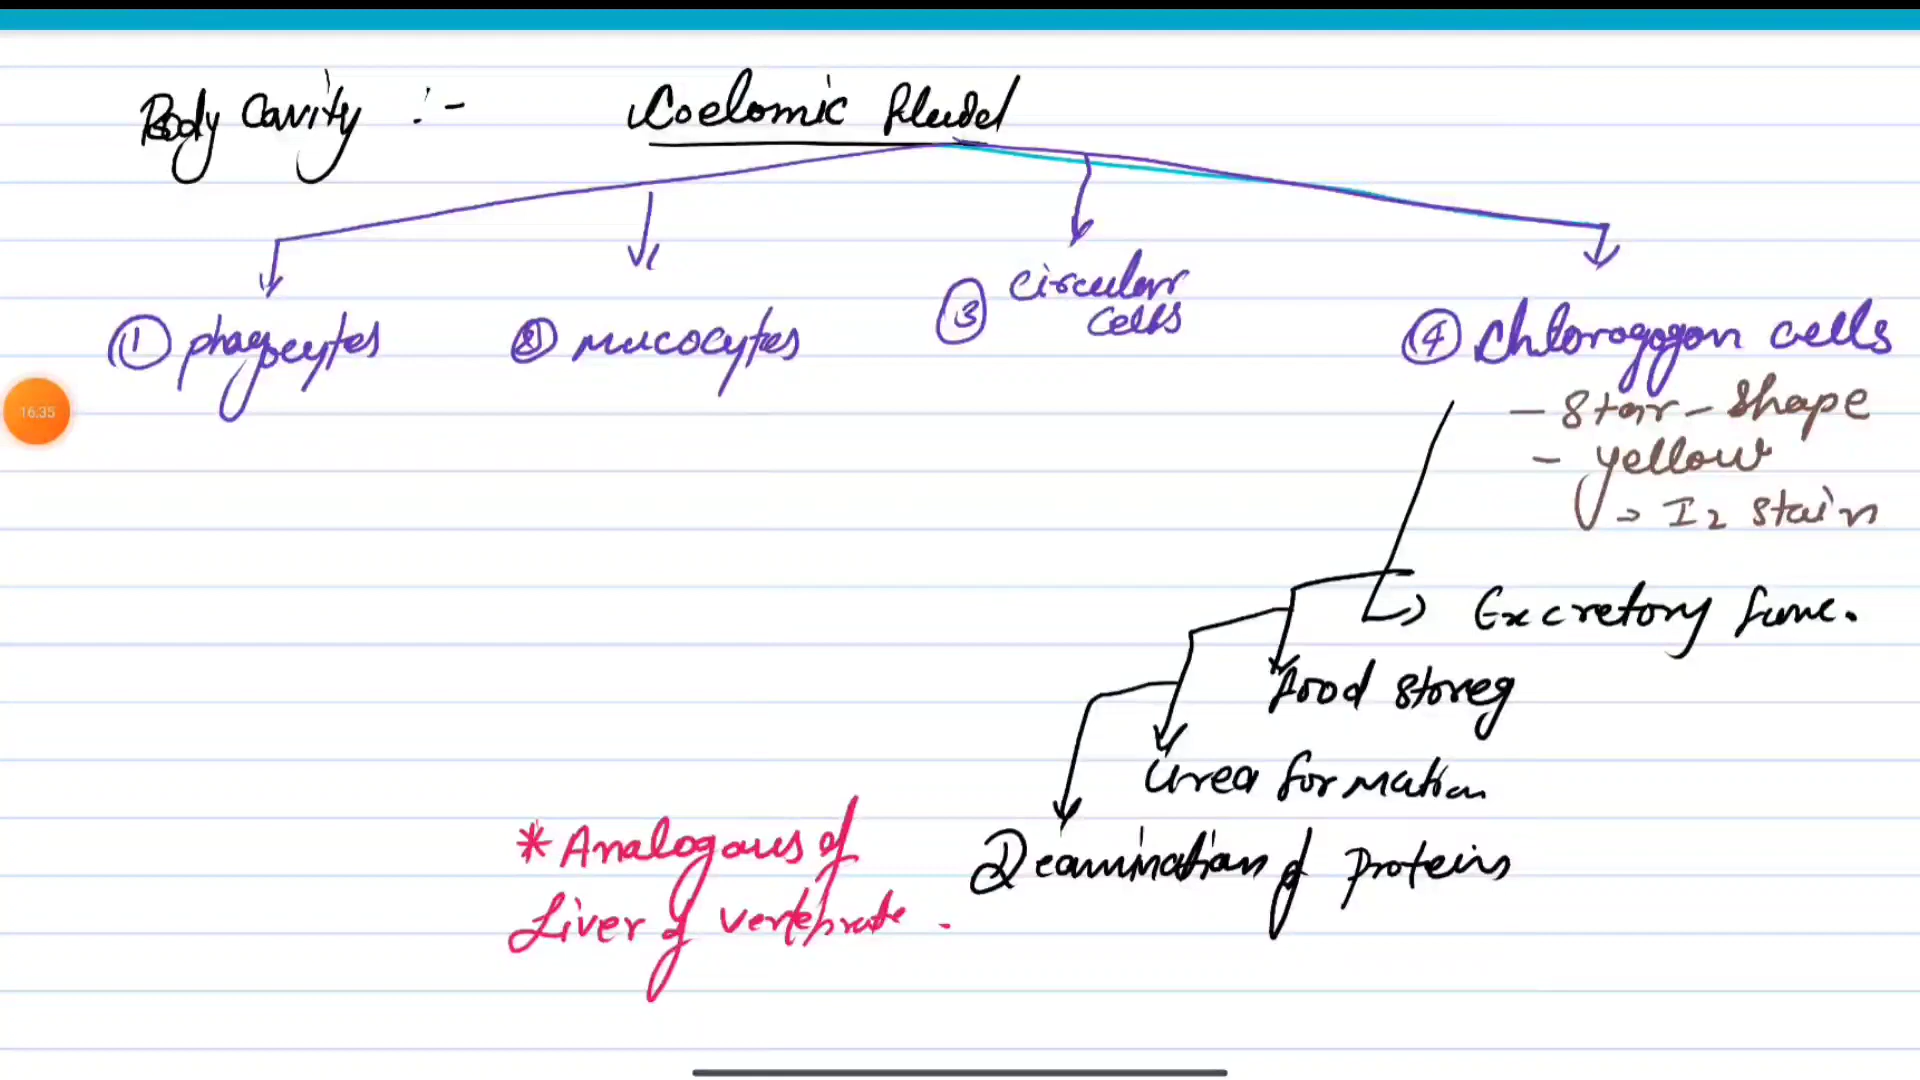 Body Cavity :- Coelomic fluid
① phagocytes ② mucocytes ③ circular cells ④ Chloragogon cells
16:35
- Star-shape
- yellow
→ I2 stain
Excretory func.
food storeg
Urea formation
Deamination of proteins
* Analogous of
Liver of vertebrate.